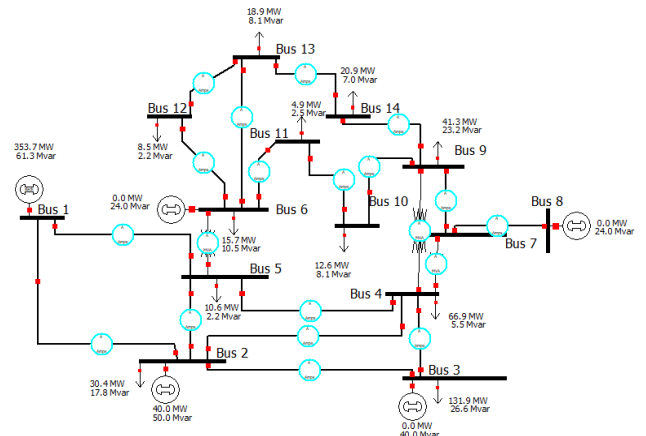 18.9 MW
8.1 Mvar
Bus 13
20.9 MW
7.0 Mvar
Bus 14
4.9 MW
2.5 Mvar
Bus 11
Bus 12
8.5 MW
2.2 Mvar
41.3 MW
23.2 Mvar
Bus 9
353.7 MW
61.3 Mvar
Bus 1
0.0 MW
24.0 Mvar
Bus 6
15.7 MW
10.5 Mvar
Bus 10
12.6 MW
8.1 Mvar
Bus 8
0.0 MW
24.0 Mvar
Bus 7
Bus 5
10.6 MW
2.2 Mvar
Bus 4
66.9 MW
5.5 Mvar
Bus 2
30.4 MW
17.8 Mvar
40.0 MW
50.0 Mvar
Bus 3
131.9 MW
26.6 Mvar
0.0 MW
40.0 Mvar